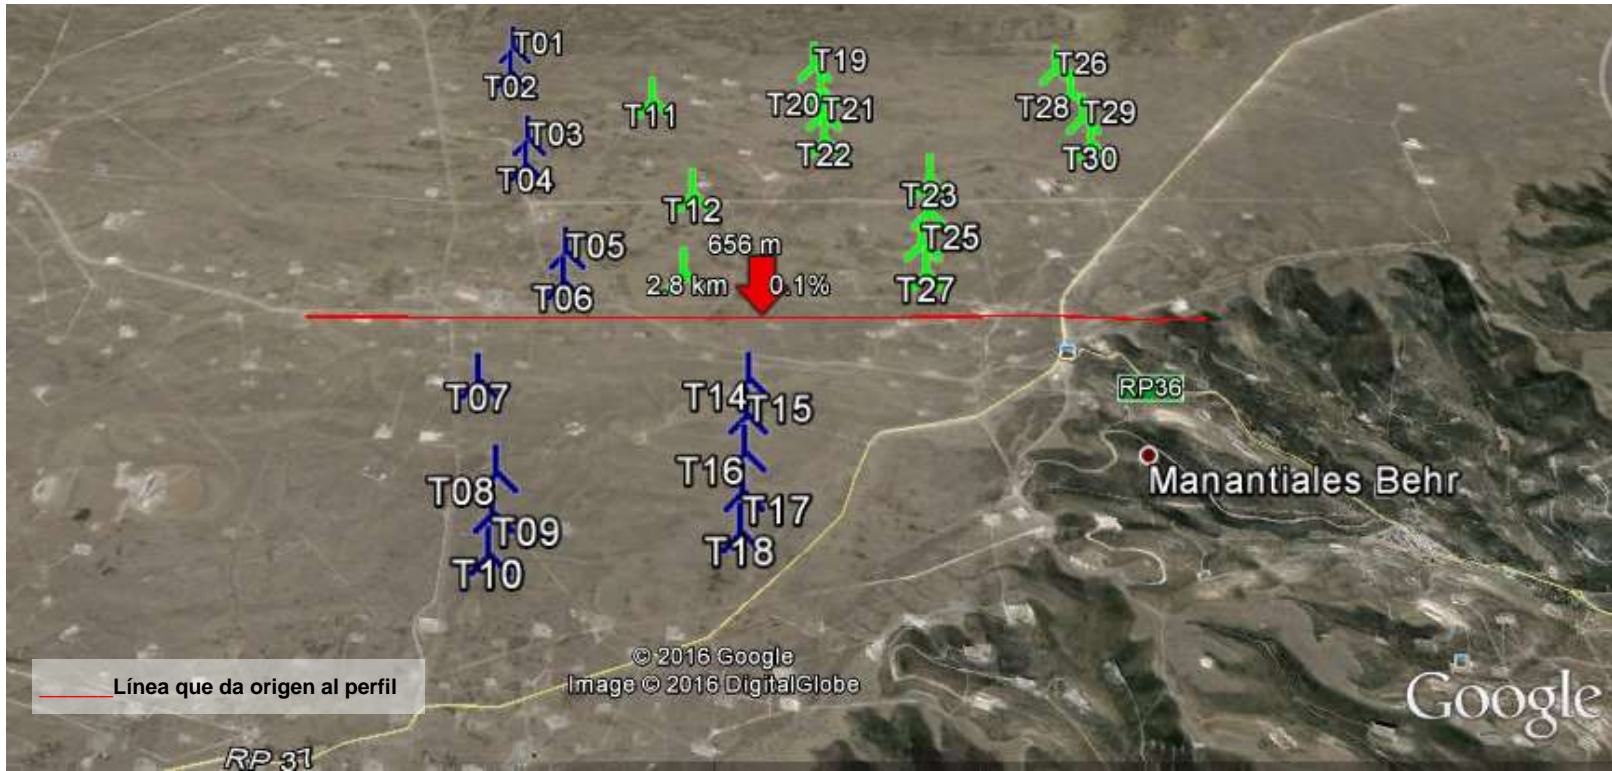 T01
T02
T03
T04
T05
T06
T07
T08
T09
T10
T11
T12
T14
T15
T16
T17
T18
T19
T20
T21
T22
T23
T25
T27
T26
T28
T29
T30
656 m
2.8 km
0.1%
RP36
Manantiales Behr
© 2016 Google
Image © 2016 DigitalGlobe
Google
Línea que da origen al perfil
RP 37